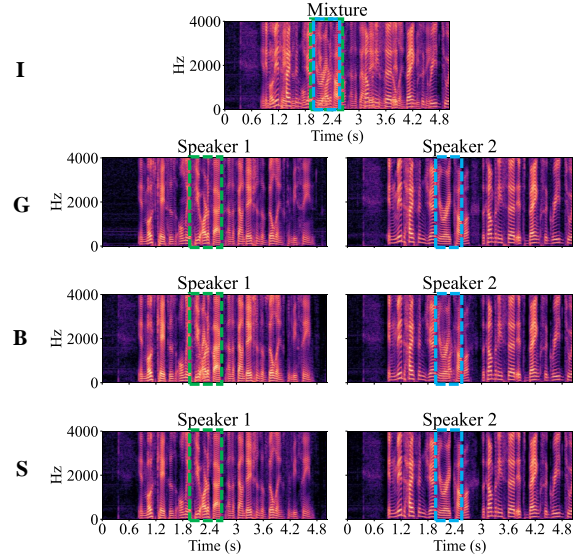 Mixture
I
4000
Hz
2000
0
0 0.6 1.2 1.8 2.4 3 3.6 4.2 4.8
Time (s)
Speaker 1 Speaker 2
G
4000
Hz
2000
0
Speaker 1 Speaker 2
B
4000
Hz
2000
0
Speaker 1 Speaker 2
S
4000
Hz
2000
0
0 0.6 1.2 1.8 2.4 3 3.6 4.2 4.8 0 0.6 1.2 1.8 2.4 3 3.6 4.2 4.8
Time (s) Time (s)